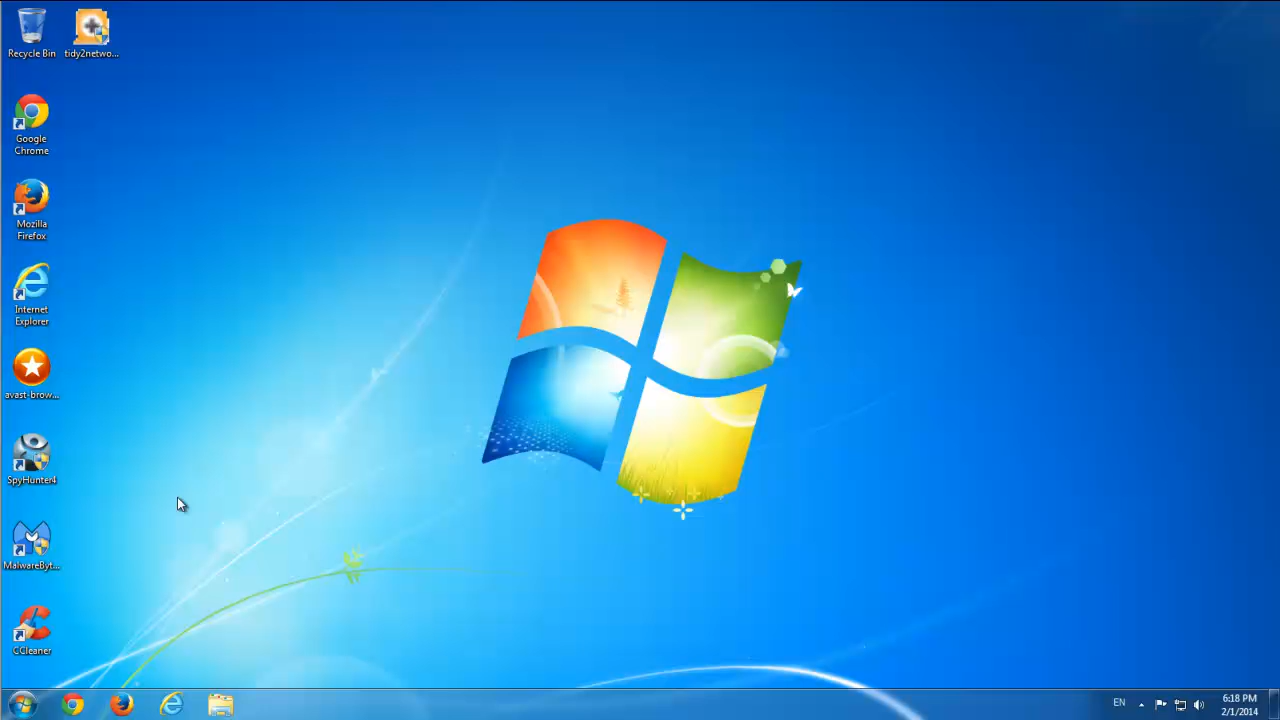 Recycle Bin
tidy2netwo...
Google
Chrome
Mozilla
Firefox
Internet
Explorer
avast-brow...
SpyHunter4
MalwareByt...
CCleaner
EN
6:18 PM
2/1/2014